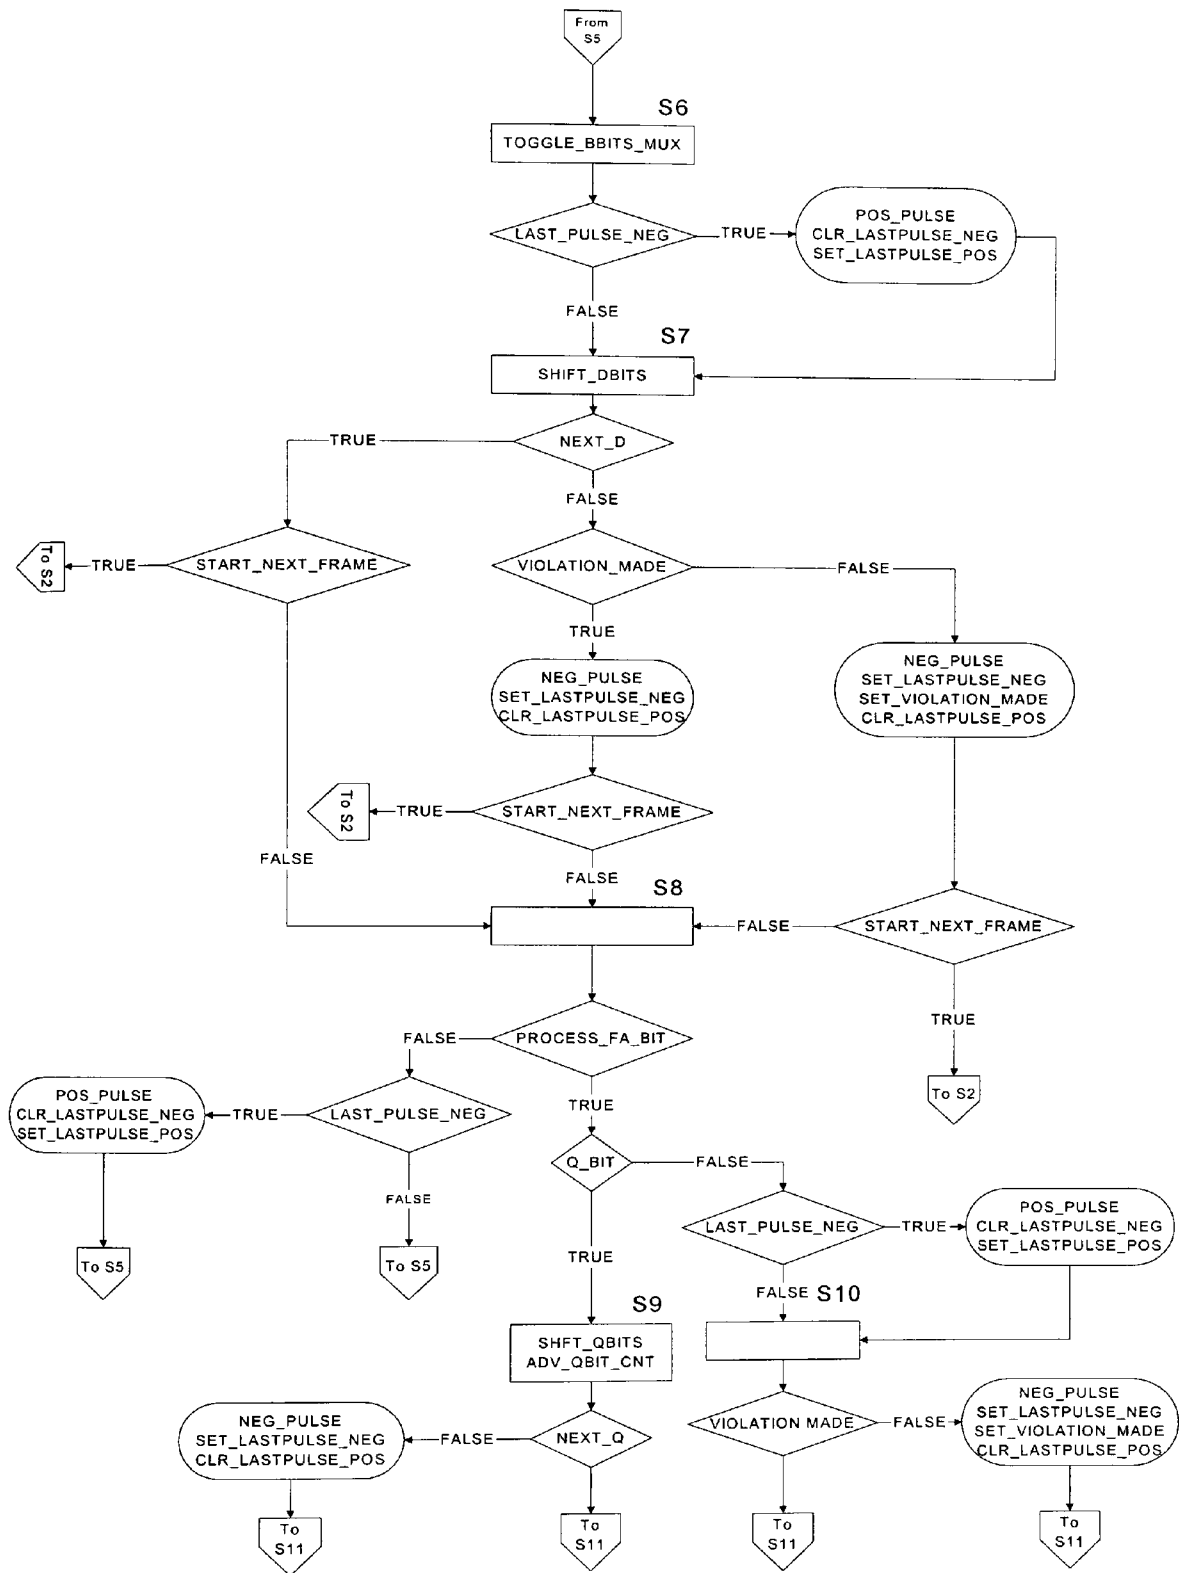 From
S5
S6
TOGGLE_BBITS_MUX
LAST_PULSE_NEG
TRUE
POS_PULSE
CLR_LASTPULSE_NEG
SET_LASTPULSE_POS
FALSE
S7
SHIFT_DBITS
NEXT_D
TRUE
FALSE
To S2
TRUE
START_NEXT_FRAME
VIOLATION_MADE
FALSE
TRUE
NEG_PULSE
SET_LASTPULSE_NEG
CLR_LASTPULSE_POS
NEG_PULSE
SET_LASTPULSE_NEG
SET_VIOLATION_MADE
CLR_LASTPULSE_POS
To S2
TRUE
START_NEXT_FRAME
FALSE
FALSE
S8
FALSE
START_NEXT_FRAME
TRUE
To S2
PROCESS_FA_BIT
FALSE
TRUE
POS_PULSE
CLR_LASTPULSE_NEG
SET_LASTPULSE_POS
TRUE
LAST_PULSE_NEG
FALSE
To S5
To S5
Q_BIT
FALSE
TRUE
LAST_PULSE_NEG
TRUE
POS_PULSE
CLR_LASTPULSE_NEG
SET_LASTPULSE_POS
FALSE
S10
S9
SHFT_QBITS
ADV_QBIT_CNT
NEXT_Q
FALSE
NEG_PULSE
SET_LASTPULSE_NEG
CLR_LASTPULSE_POS
VIOLATION MADE
FALSE
NEG_PULSE
SET_LASTPULSE_NEG
SET_VIOLATION_MADE
CLR_LASTPULSE_POS
To
S11
To
S11
To
S11
To
S11